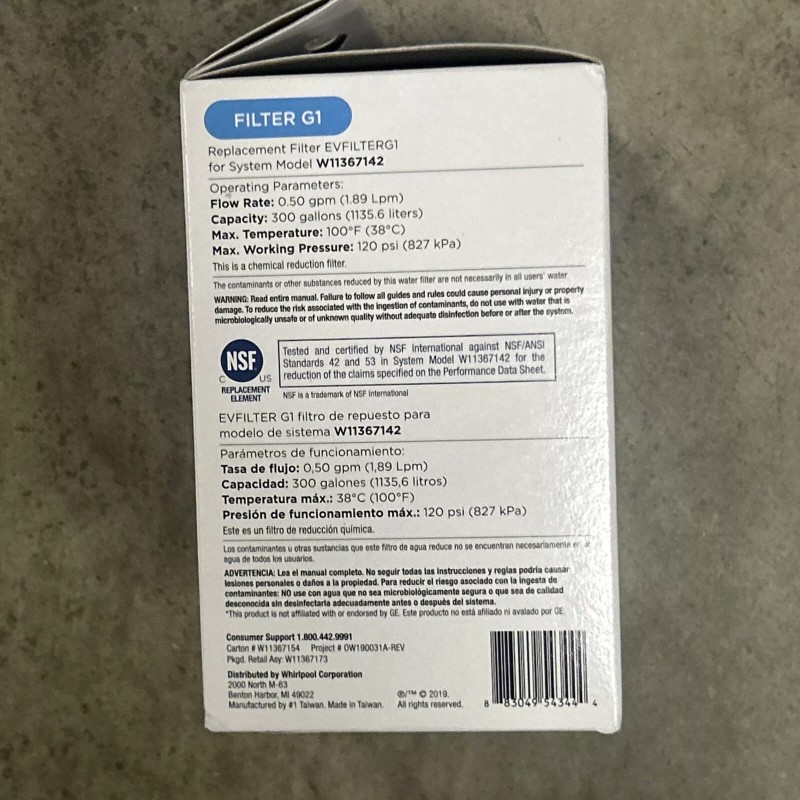 FILTER G1
Replacement Filter EVFILTERG1
for System Model W11367142
Operating Parameters:
Flow Rate: 0.50 gpm (1.89 Lpm)
Capacity: 300 gallons (1135.6 liters)
Max. Temperature: 100°F (38°C)
Max. Working Pressure: 120 psi (827 kPa)
This is a chemical reduction filter.
The contaminants or other substances reduced by this water filter are not necessarily in all users' water.
WARNING: Read entire manual. Failure to follow all guides and rules could cause personal injury or property
damage. To reduce the risk associated with the ingestion of contaminants, do not use with water that is
microbiologically unsafe or of unknown quality without adequate disinfection before or after the system.
NSF
C US
REPLACEMENT
ELEMENT
Tested and certified by NSF International against NSF/ANSI
Standards 42 and 53 in System Model W11367142 for the
reduction of the claims specified on the Performance Data Sheet.
NSF is a trademark of NSF International
EVFILTER G1 filtro de repuesto para
modelo de sistema W11367142
Parámetros de funcionamiento:
Tasa de flujo: 0,50 gpm (1,89 Lpm)
Capacidad: 300 galones (1135,6 litros)
Temperatura máx.: 38°C (100°F)
Presión de funcionamiento máx.: 120 psi (827 kPa)
Este es un filtro de reducción química.
Los contaminantes u otras sustancias que este filtro de agua reduce no se encuentran necesariamente en
agua de todos los usuarios.
ADVERTENCIA: Lea el manual completo. No seguir todas las instrucciones y reglas podría causar
lesiones personales o daños a la propiedad. Para reducir el riesgo asociado con la ingesta de
contaminantes: NO use con agua que no sea microbiológicamente segura o que sea de calidad
desconocida sin desinfectarla adecuadamente antes o después del sistema.
*This product is not affiliated with or endorsed by GE. Este producto no está afiliado ni avalado por GE.
Consumer Support 1.800.442.9991
Carton # W11367154 Project # OW190031A-REV
Pkgd. Retail Asy: W11367173
Distributed by Whirlpool Corporation
2000 North M-63
Benton Harbor, MI 49022
Manufactured by #1 Taiwan. Made in Taiwan.
®/™ © 2019.
All rights reserved.
8 83049 54344 4